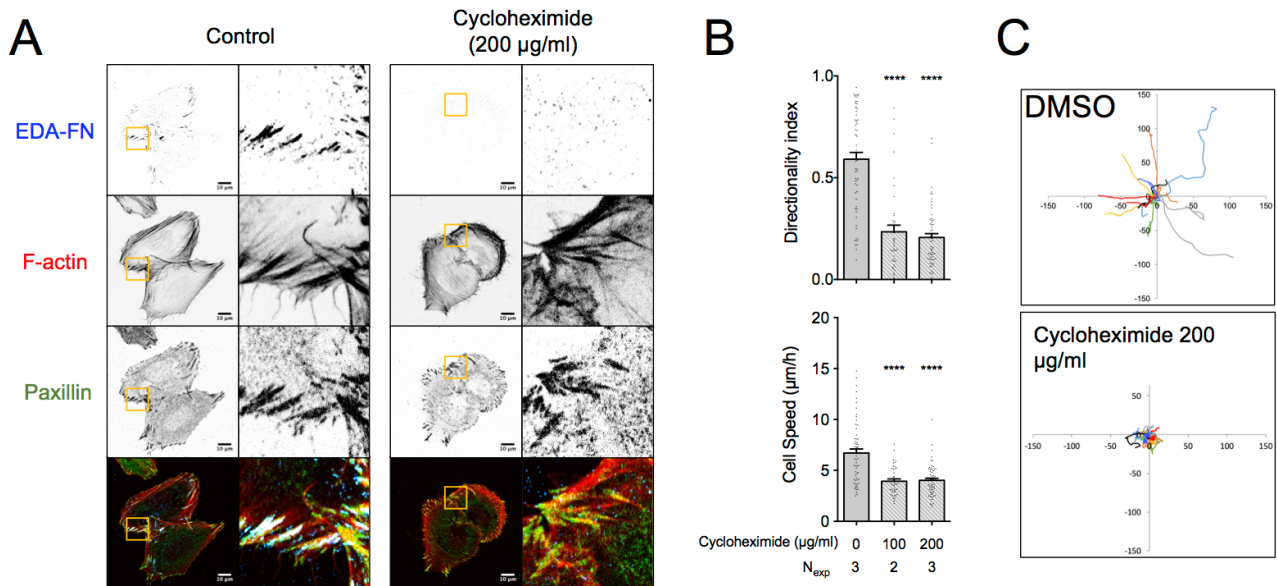 A
Control
Cycloheximide
(200 µg/ml)
EDA-FN
10 µm
10 µm
F-actin
10 µm
10 µm
Paxillin
10 µm
10 µm
10 µm
10 µm
B
Directionality index
1.0
0.5
0.0
**** ****
Cell Speed (µm/h)
20
15
10
5
0
**** ****
Cycloheximide (µg/ml) 0 100 200
Nexp 3 2 3
C
DMSO
150
100
50
0
-50
-100
-150
-150 -100 -50 0 50 100 150
Cycloheximide 200
µg/ml
50
0
-50
-100
-150
-150 -100 -50 0 50 100 150